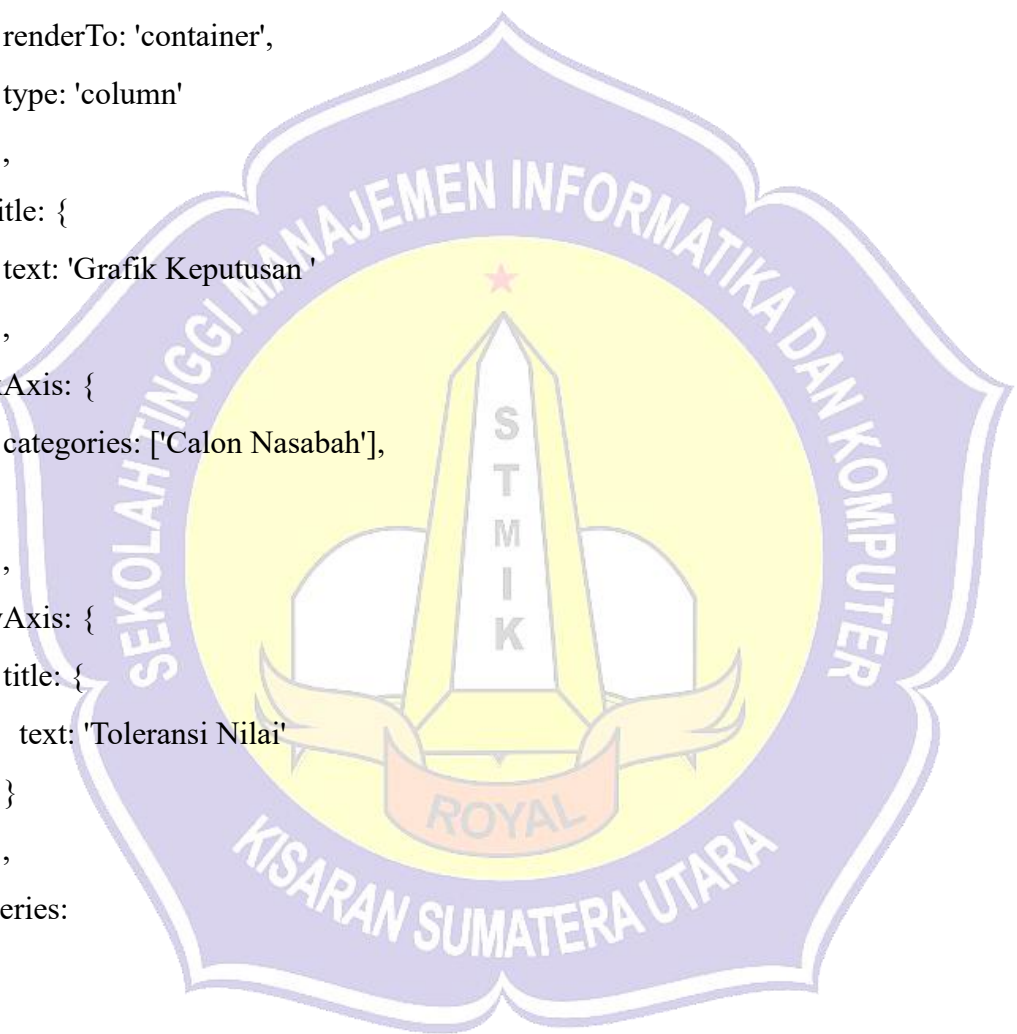 renderTo: 'container',
type: 'column'
,
itle: {
text: 'Grafik Keputusan '
,
Axis: {
categories: ['Calon Nasabah'],
,
Axis: {
title: {
text: 'Toleransi Nilai'
}
,
eries:
SEKOLAH TINGGI MANAJEMEN INFORMATIKA DAN KOMPUTER
STMIK
ROYAL
KISARAN SUMATERA UTARA